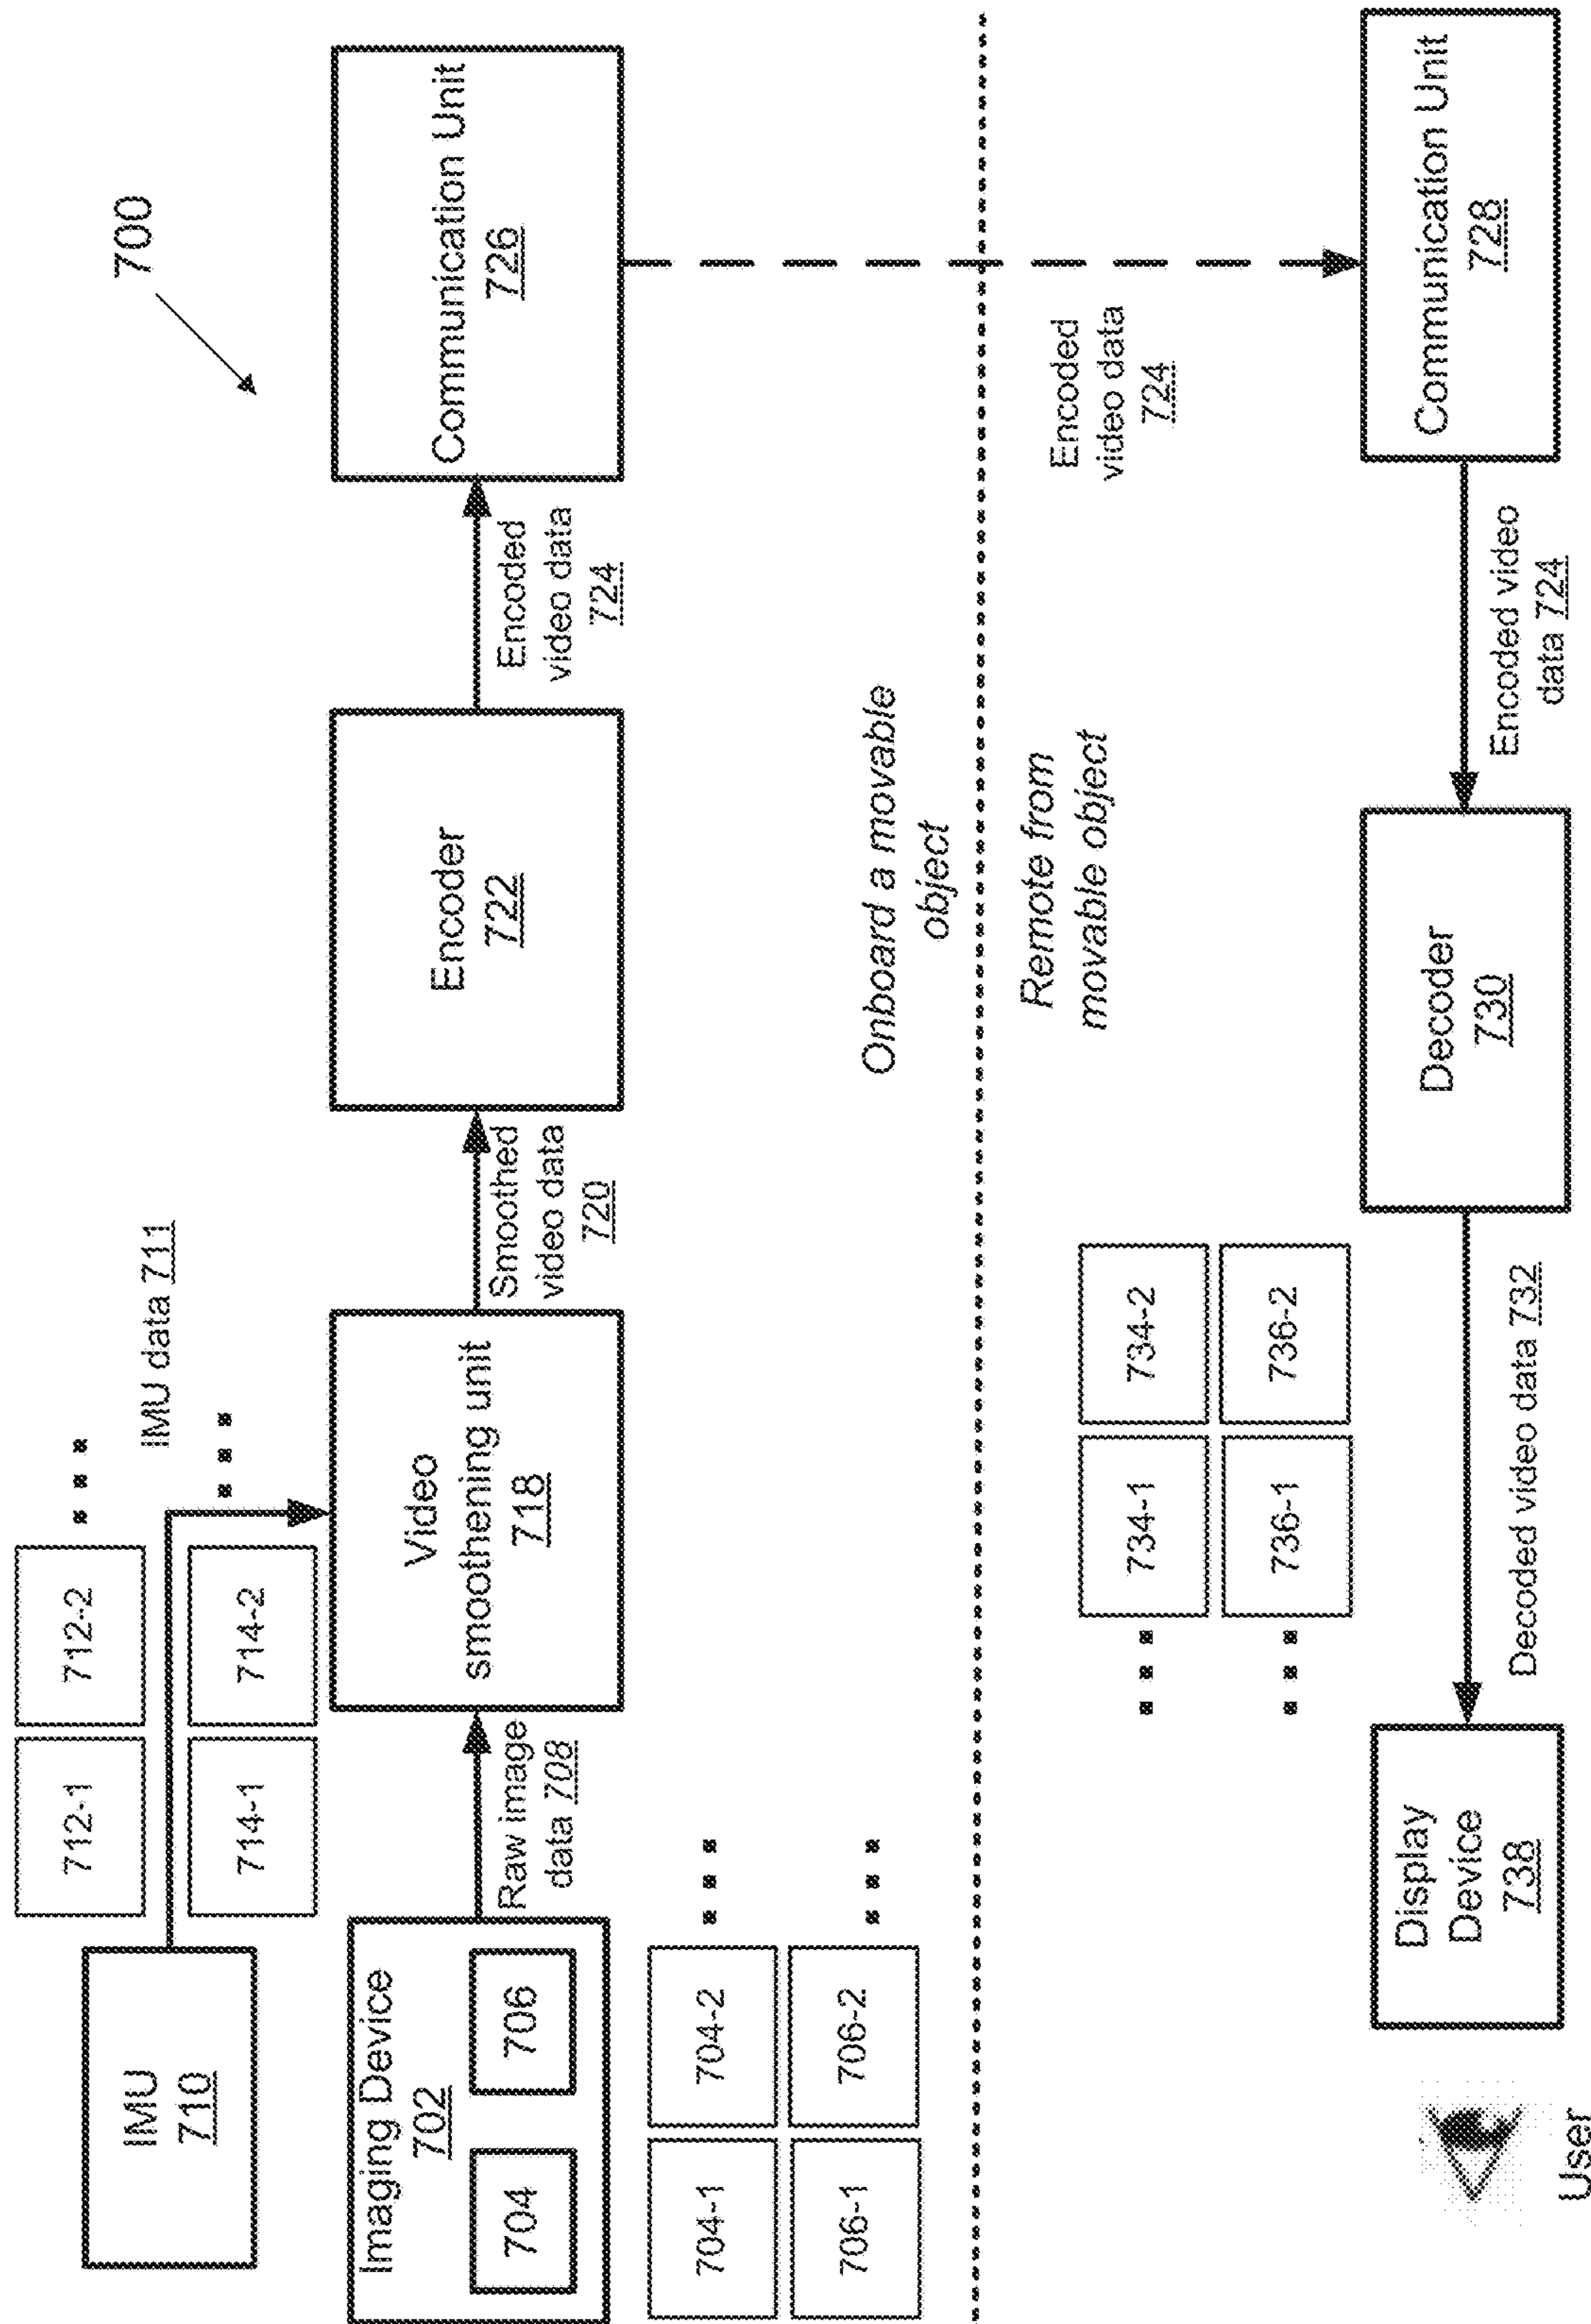 700
712-1
712-2
IMU data 711
714-1
714-2
IMU
710
Imaging Device
702
704
706
Raw image
data 708
Video
smoothening unit
718
Smoothed
video data
720
Encoder
722
Encoded
video data
724
Communication Unit
726
704-1
704-2
706-1
706-2
Onboard a movable
object
Remote from
movable object
Encoded
video data
724
734-1
734-2
736-1
736-2
User
Display
Device
738
Decoded video data 732
Decoder
730
Encoded video
data 724
Communication Unit
728